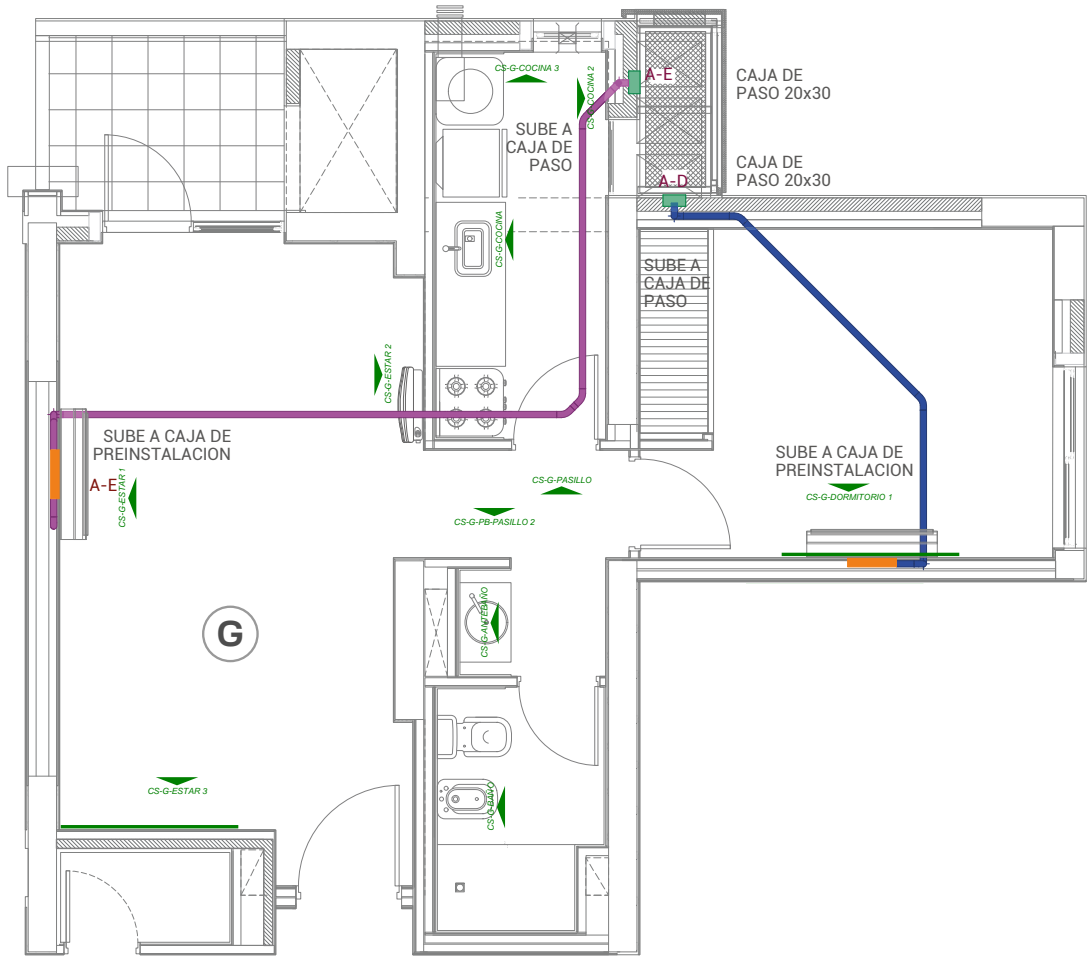 CS-G-COCINA 3
CS-G-COCINA 2
A-E
CAJA DE
PASO 20x30
SUBE A
CAJA DE
PASO
CAJA DE
PASO 20x30
A-D
CS-G-COCINA
SUBE A
CAJA DE
PASO
CS-G-ESTAR 2
SUBE A CAJA DE
PREINSTALACION
A-E
CS-G-ESTAR 1
SUBE A CAJA DE
PREINSTALACION
CS-G-DORMITORIO 1
CS-G-PASILLO
CS-G-PB-PASILLO 2
CS-G-ANTEBAÑO
G
CS-G-ESTAR 3
CS-G-BAÑO